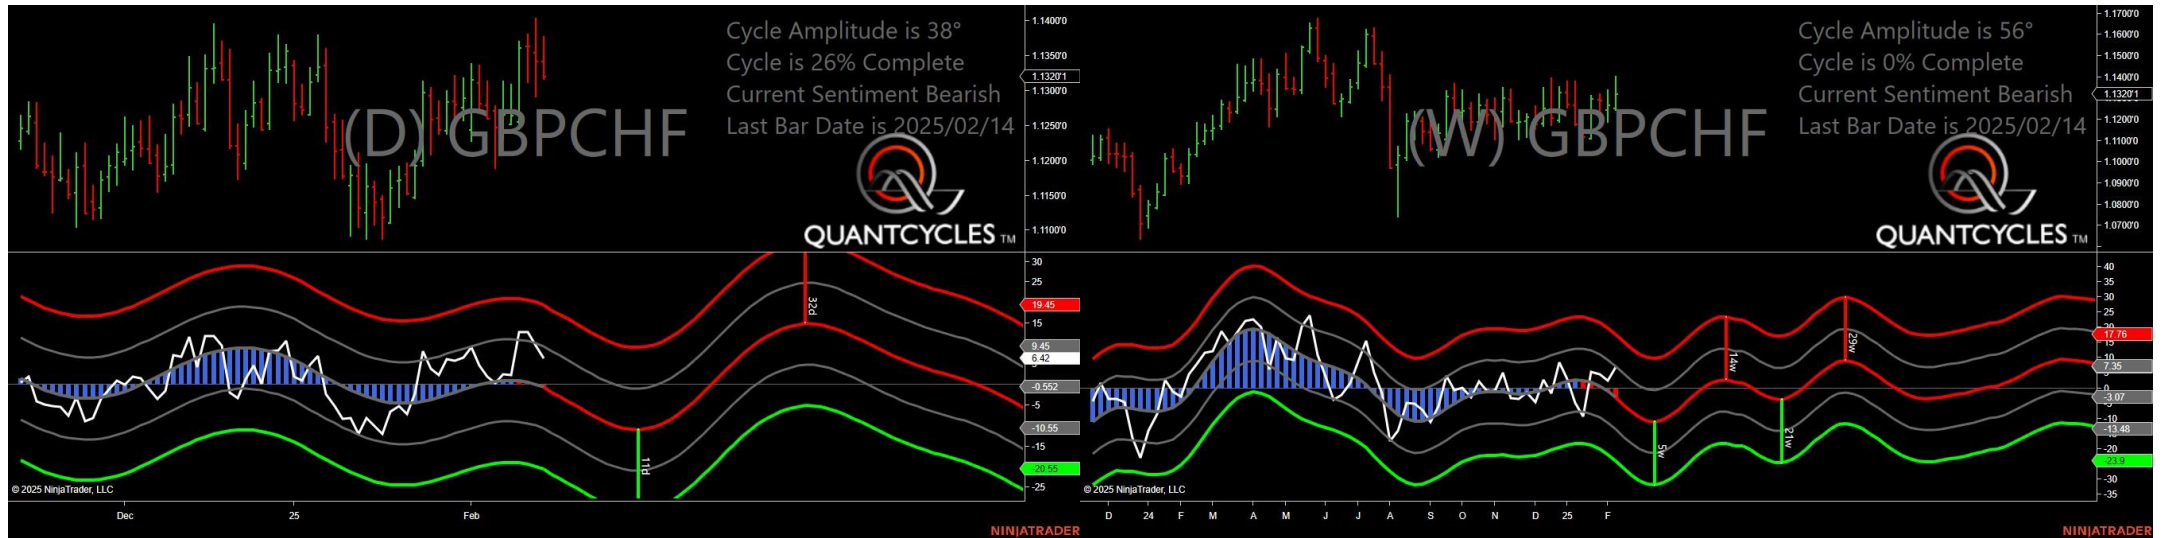 Cycle Amplitude is 38°
Cycle is 26% Complete
Current Sentiment Bearish
Last Bar Date is 2025/02/14
(D) GBPCHF
QUANTCYCLES TM
1.1400'0
1.1350'0
1.1320'1
1.1300'0
1.1250'0
1.1200'0
1.1150'0
1.1100'0
30
25
19.45
15
9.45
6.42
-0.552
-5
-10.55
-15
-20.55
-25
32d
11d
© 2025 NinjaTrader, LLC
Dec
25
Feb
NINJATRADER
Cycle Amplitude is 56°
Cycle is 0% Complete
Current Sentiment Bearish
Last Bar Date is 2025/02/14
(W) GBPCHF
QUANTCYCLES TM
1.1700'0
1.1600'0
1.1500'0
1.1400'0
1.1320'1
1.1200'0
1.1100'0
1.1000'0
1.0900'0
1.0800'0
1.0700'0
40
35
30
25
20
17.76
15
10
7.35
0
-3.07
-10
-13.48
-20
-23.9
-30
-35
14w
29w
5w
21w
© 2025 NinjaTrader, LLC
D
24
F
M
A
M
J
J
A
S
O
N
D
25
F
NINJATRADER